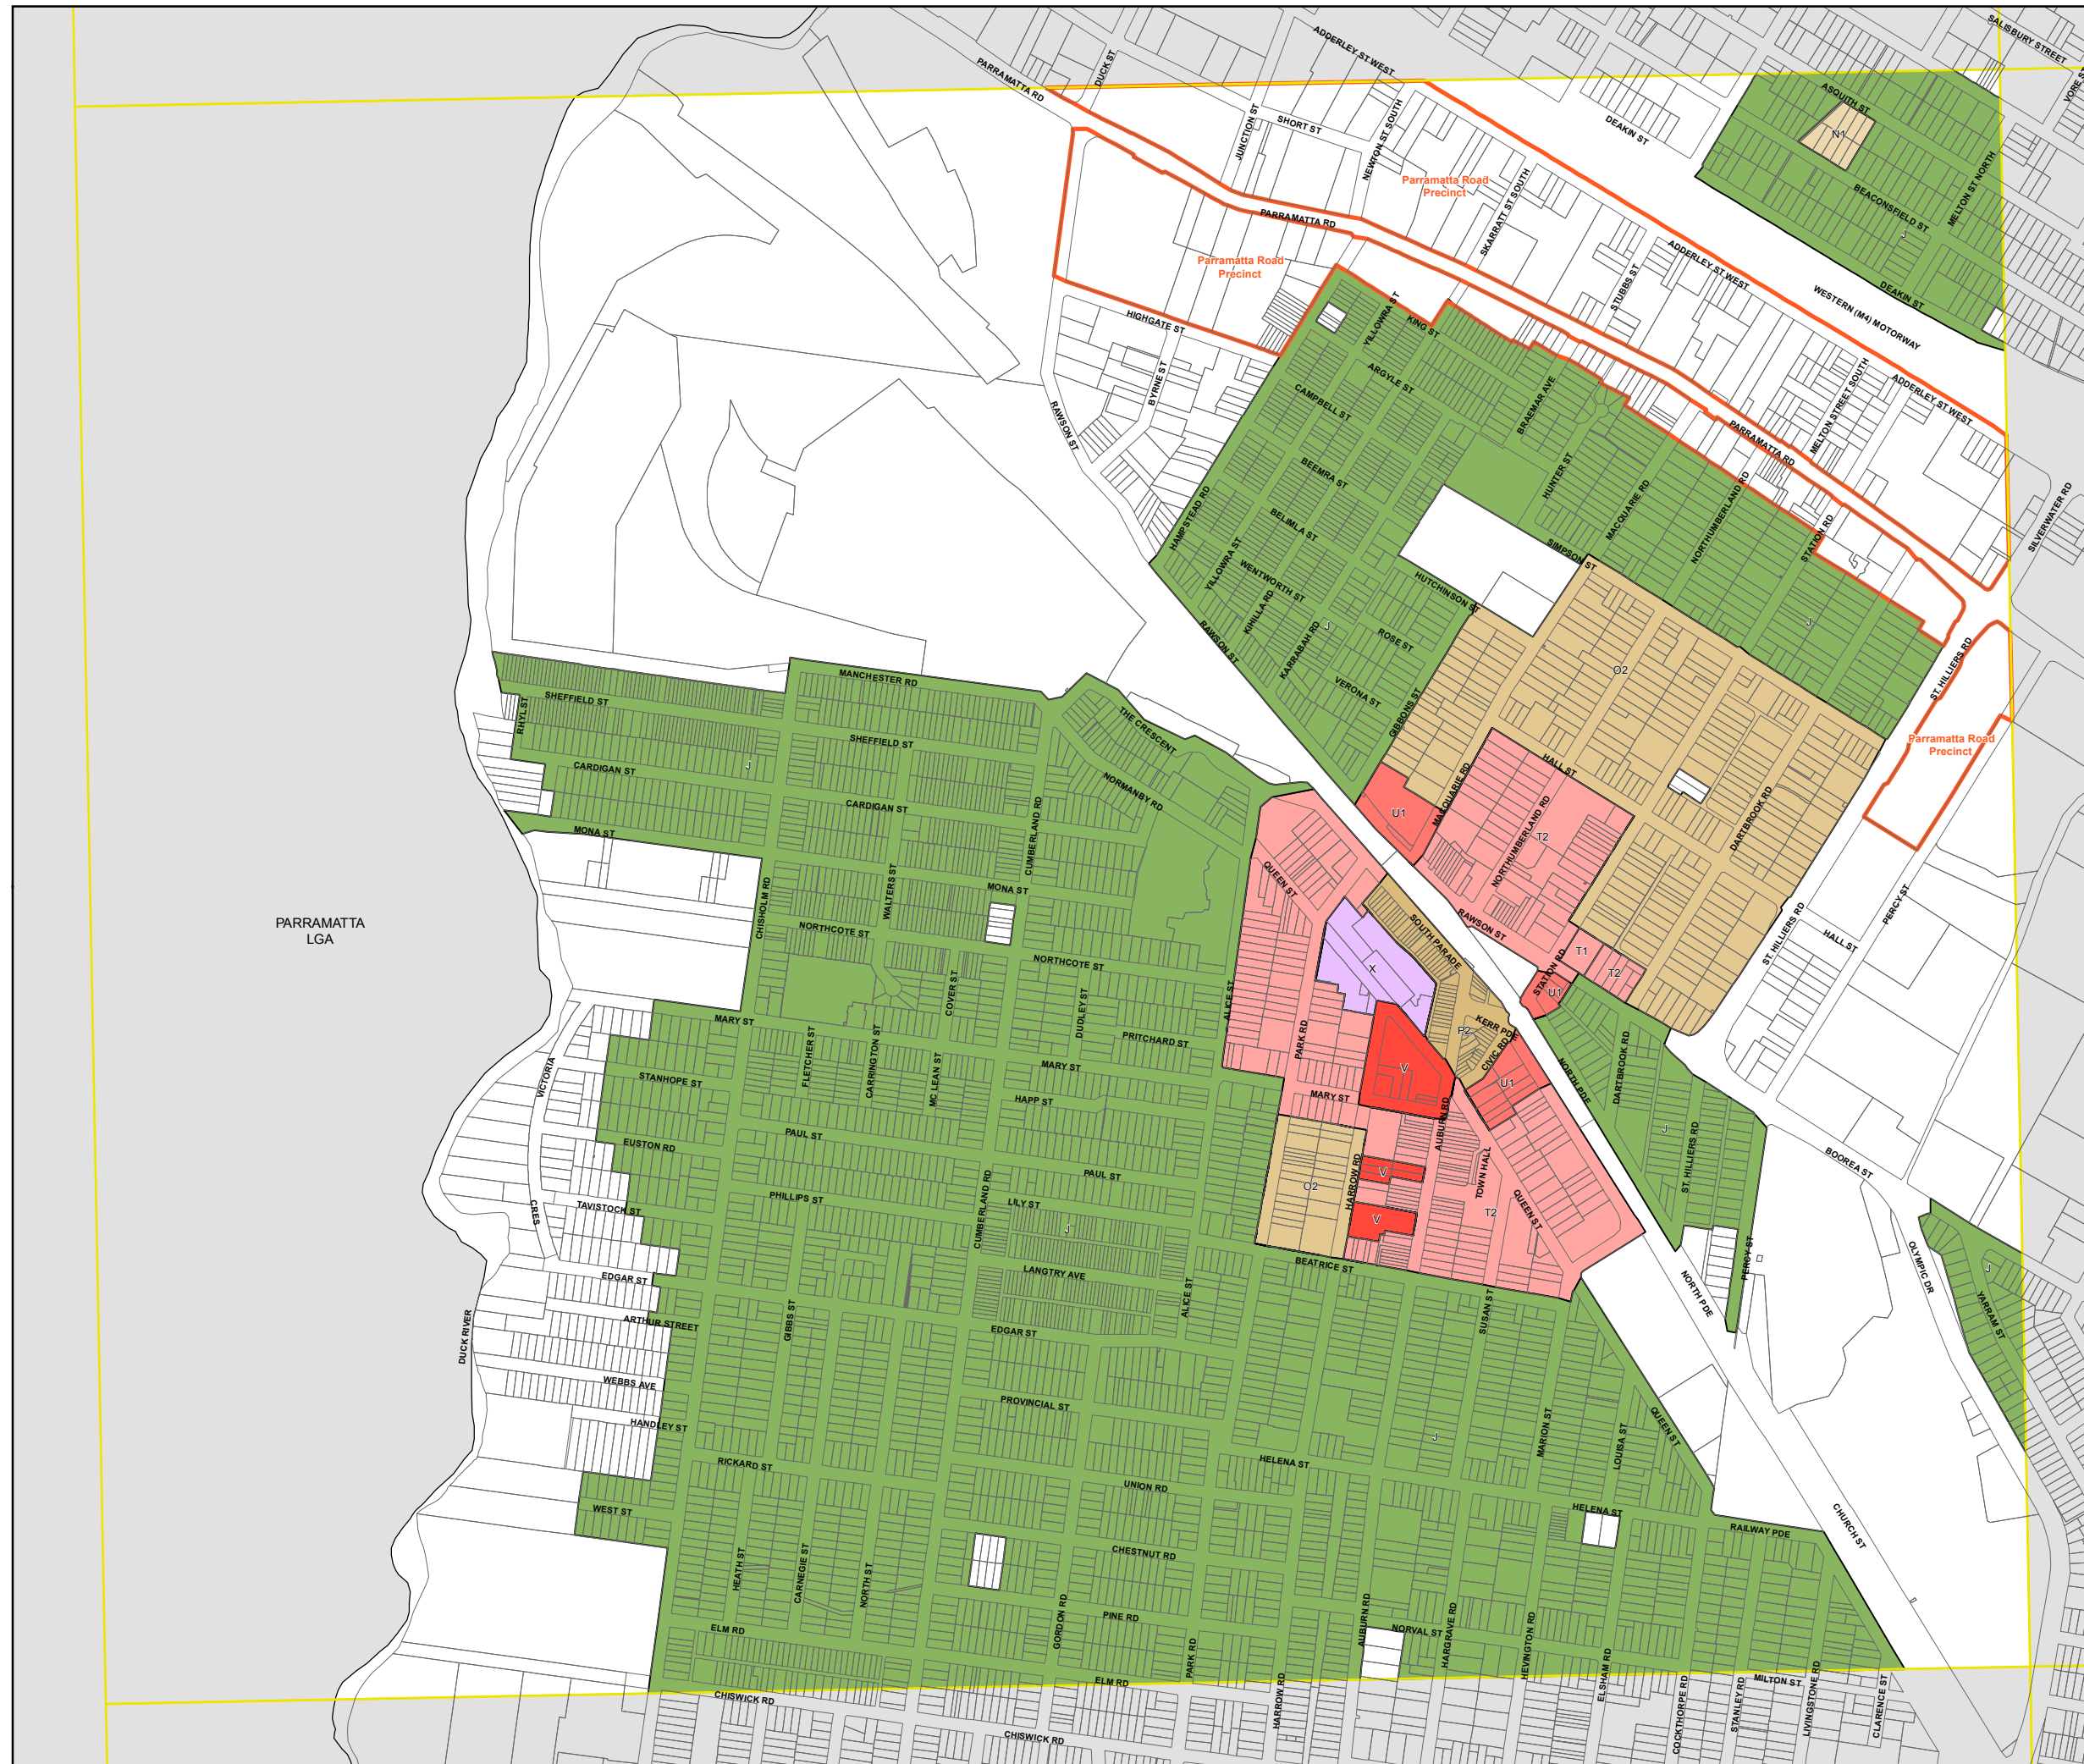 SALISBURY STREET
ADDERLEY ST WEST
DUCK ST
PARRAMATTA RD
VORE ST
ASQUITH ST
N1
DEAKIN ST
JUNCTION ST
SHORT ST
NEWTON ST SOUTH
Parramatta Road
Precinct
SKARRATT ST SOUTH
MELTON ST NORTH
BEACONSFIELD ST
J
PARRAMATTA RD
ADDERLEY ST WEST
Parramatta Road
Precinct
STUBBS ST
DEAKIN ST
WESTERN (M4) MOTORWAY
HIGHGATE ST
YILLOWRA ST
KING ST
BYRNE ST
ARGYLE ST
MELTON STREET SOUTH
ADDERLEY ST WEST
CAMPBELL ST
BRAEMAR AVE
RAWSON ST
PARRAMATTA RD
BEEMRA ST
HUNTER ST
MACQUARIE RD
NORTHUMBERLAND RD
HAMPSTEAD RD
BELIMLA ST
STATION RD
SILVERWATER RD
SIMPSON ST
YILLOWRA ST
WENTWORTH ST
HUTCHINSON ST
KIHILLA RD
RAWSON ST
KARRABAH RD
J
ROSE ST
J
O2
ST. HILLIERS RD
MANCHESTER RD
VERONA ST
SHEFFIELD ST
RHYL ST
THE CRESCENT
GIBBONS ST
SHEFFIELD ST
Parramatta Road
Precinct
CARDIGAN ST
J
NORMANBY RD
HALL ST
MACQUARIE RD
CARDIGAN ST
U1
DARTBROOK RD
MONA ST
CUMBERLAND RD
NORTHUMBERLAND RD
T2
QUEEN ST
MONA ST
WALTERS ST
CHISHOLM RD
PERCY ST
PARRAMATTA
LGA
NORTHCOTE ST
SOUTH PARADE
RAWSON ST
ST. HILLIERS RD
HALL ST
NORTHCOTE ST
X
T1
T2
STATION RD
U1
COVER ST
ALICE ST
DUDLEY ST
MARY ST
KERR PDE
P2
CIVIC RD
PARK RD
PRITCHARD ST
FLETCHER ST
CARRINGTON ST
MC LEAN ST
MARY ST
V
U1
NORTH PDE
DARTBROOK RD
VICTORIA
STANHOPE ST
HAPP ST
MARY ST
AUBURN RD
J
PAUL ST
EUSTON RD
ST. HILLIERS RD
BOOREA ST
PAUL ST
V
TOWN HALL
O2
HARROW RD
PHILLIPS ST
LILY ST
J
CRES
TAVISTOCK ST
CUMBERLAND RD
V
T2
QUEEN ST
BEATRICE ST
LANGTRY AVE
PERCY ST
OLYMPIC DR
J
EDGAR ST
NORTH PDE
ALICE ST
ARTHUR STREET
GIBBS ST
EDGAR ST
SUSAN ST
YARRAM ST
DUCK RIVER
WEBBS AVE
PROVINCIAL ST
HANDLEY ST
J
MARION ST
LOUISA ST
QUEEN ST
RICKARD ST
HELENA ST
UNION RD
WEST ST
HELENA ST
RAILWAY PDE
CHURCH ST
CHESTNUT RD
HEATH ST
CARNEGIE ST
NORTH ST
PINE RD
GORDON RD
AUBURN RD
NORVAL ST
HARGRAVE RD
HEVINGTON RD
ELM RD
PARK RD
ELM RD
HARROW RD
ELSHAM RD
COCKTHORPE RD
STANLEY RD
MILTON ST
LIVINGSTONE RD
CLARENCE ST
CHISWICK RD
CHISWICK RD